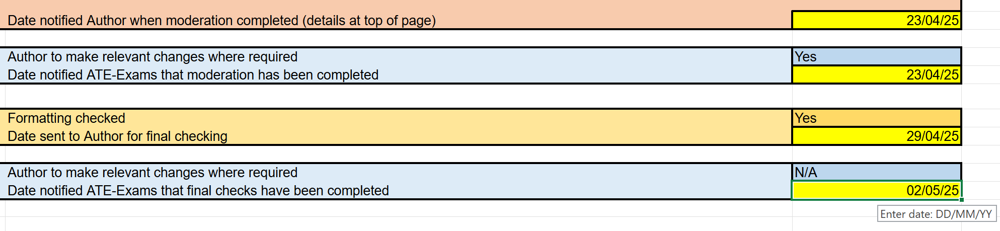 Date notified Author when moderation completed (details at top of page) 23/04/25
Author to make relevant changes where required Yes
Date notified ATE-Exams that moderation has been completed 23/04/25
Formatting checked Yes
Date sent to Author for final checking 29/04/25
Author to make relevant changes where required N/A
Date notified ATE-Exams that final checks have been completed 02/05/25
Enter date: DD/MM/YY